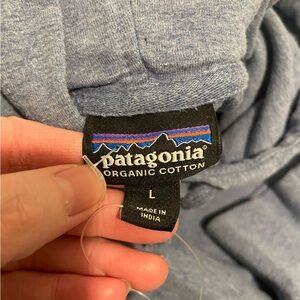 patagonia®
ORGANIC COTTON
L
MADE IN
INDIA